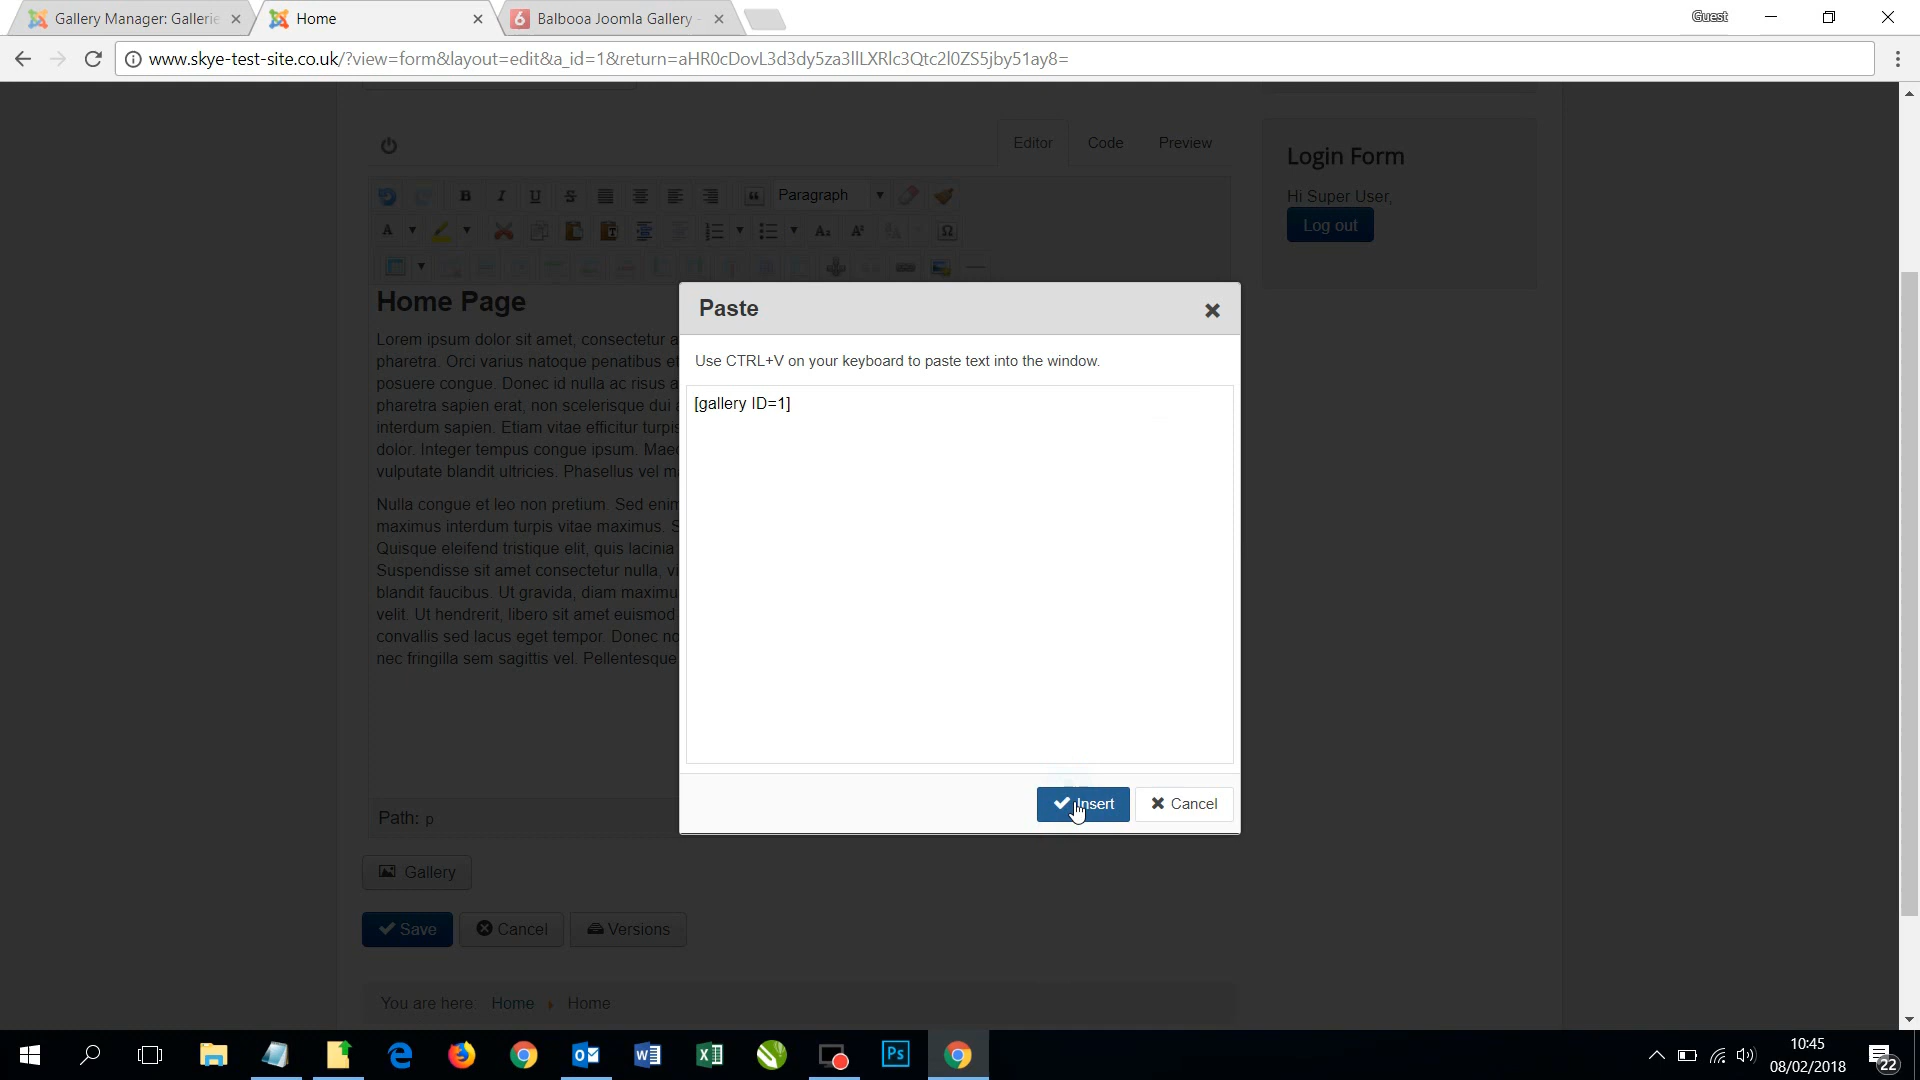 Gallery Manager: Gallerie
Home
Balbooa Joomla Gallery -
Guest
www.skye-test-site.co.uk/?view=form&layout=edit&a_id=1&return=aHR0cDovL3d3dy5za3llLXRlc3Qtc2l0ZS5jby51ay8=
Editor
Code
Preview
Login Form
Hi Super User,
Log out
Paragraph
Home Page
Lorem ipsum dolor sit amet, consectetur a
pharetra. Orci varius natoque penatibus et
posuere congue. Donec id nulla ac risus a
pharetra sapien erat, non scelerisque dui a
interdum sapien. Etiam vitae efficitur turpis
dolor. Integer tempus congue ipsum. Maec
vulputate blandit ultricies. Phasellus vel m
Nulla congue et leo non pretium. Sed enim
maximus interdum turpis vitae maximus. S
Quisque eleifend tristique elit, quis lacinia
Suspendisse sit amet consectetur nulla, v
blandit faucibus. Ut gravida, diam maximu
velit. Ut hendrerit, libero sit amet euismod
convallis sed lacus eget tempor. Donec no
nec fringilla sem sagittis vel. Pellentesque
Paste
Use CTRL+V on your keyboard to paste text into the window.
[gallery ID=1]
Insert
Cancel
Path: p
Gallery
Save
Cancel
Versions
You are here: Home Home
10:45
08/02/2018
22